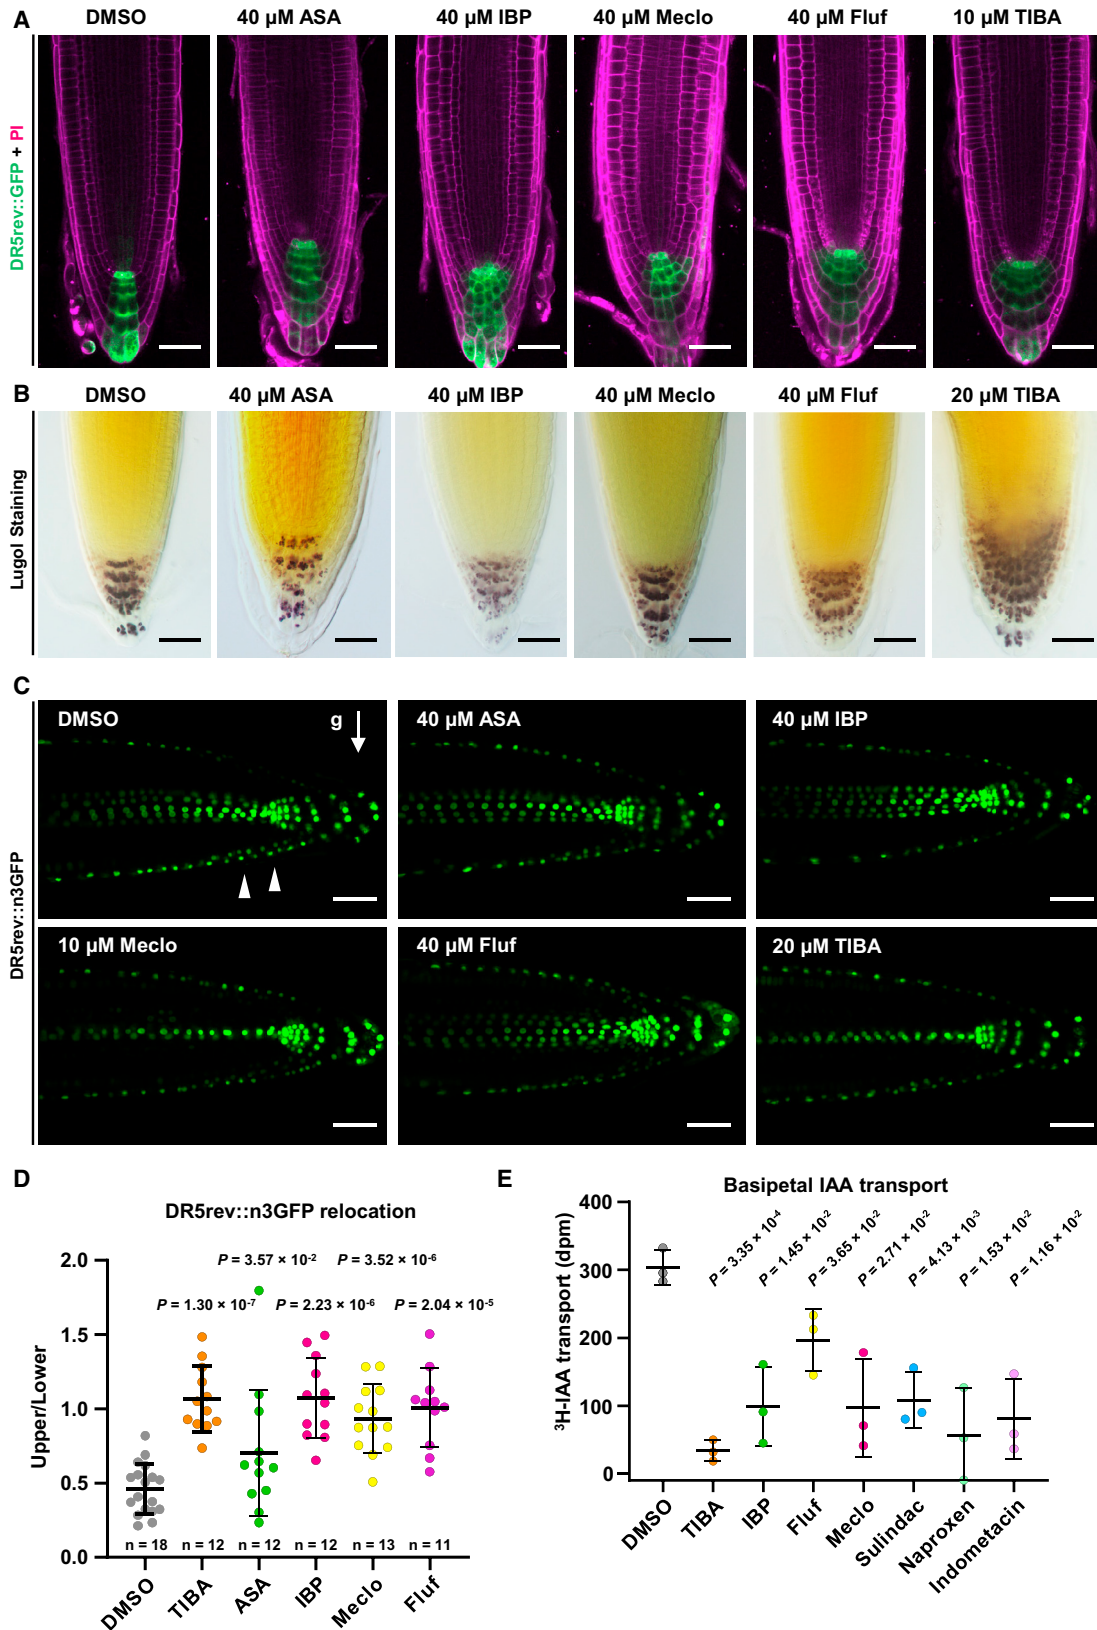 A
DMSO
40 µM ASA
40 µM IBP
40 µM Meclo
40 µM Fluf
10 µM TIBA
DR5rev::GFP + PI
B
DMSO
40 µM ASA
40 µM IBP
40 µM Meclo
40 µM Fluf
20 µM TIBA
Lugol Staining
C
DMSO
g
40 µM ASA
40 µM IBP
10 µM Meclo
40 µM Fluf
20 µM TIBA
DR5rev::n3GFP
D
DR5rev::n3GFP relocation
P = 3.57 × 10⁻²
P = 3.52 × 10⁻⁶
P = 1.30 × 10⁻⁷
P = 2.23 × 10⁻⁶
P = 2.04 × 10⁻⁵
Upper/Lower
2.0
1.5
1.0
0.5
0.0
n = 18
n = 12
n = 12
n = 12
n = 13
n = 11
DMSO
TIBA
ASA
IBP
Meclo
Fluf
E
Basipetal IAA transport
P = 3.35 × 10⁻⁴
P = 1.45 × 10⁻²
P = 3.65 × 10⁻²
P = 2.71 × 10⁻²
P = 4.13 × 10⁻³
P = 1.53 × 10⁻²
P = 1.16 × 10⁻²
³H-IAA transport (dpm)
400
300
200
100
0
DMSO
TIBA
IBP
Fluf
Meclo
Sulindac
Naproxen
Indometacin